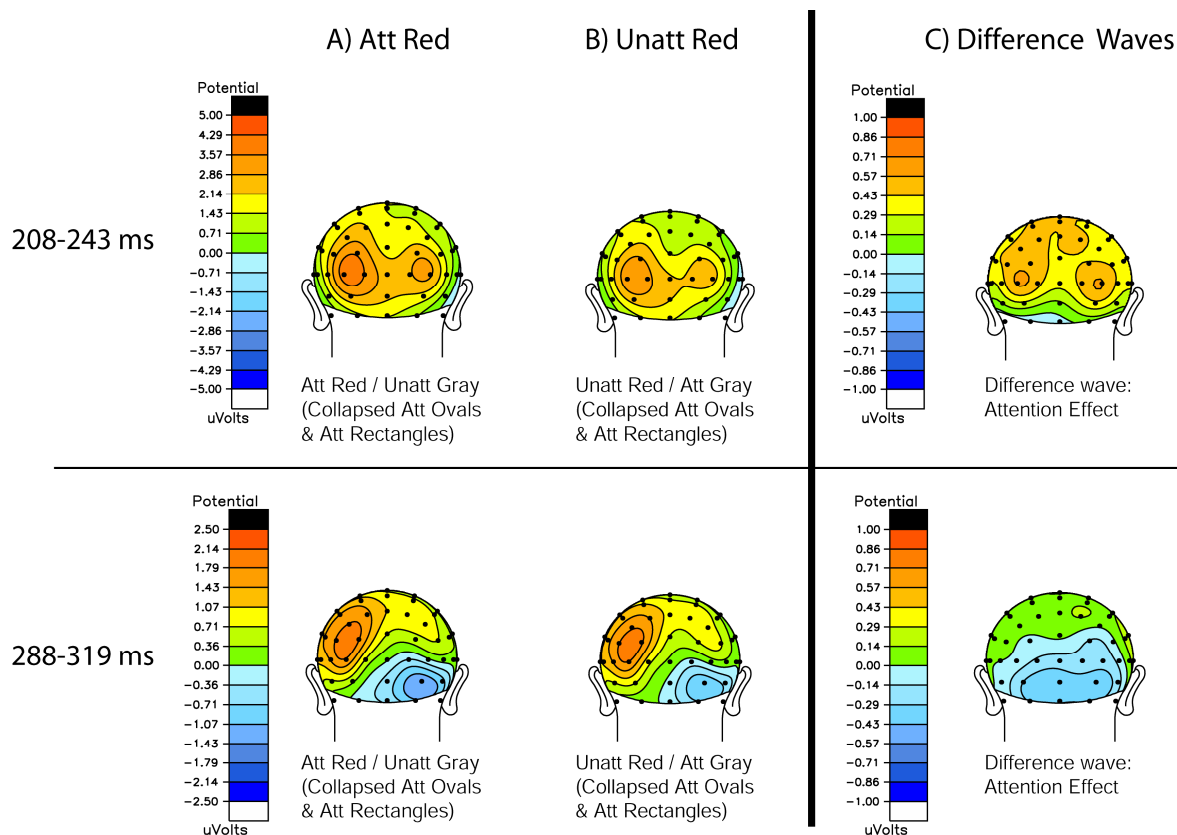 A) Att Red
B) Unatt Red
C) Difference Waves
208-243 ms
Potential
5.00
4.29
3.57
2.86
2.14
1.43
0.71
0.00
-0.71
-1.43
-2.14
-2.86
-3.57
-4.29
-5.00
uVolts
Att Red / Unatt Gray
(Collapsed Att Ovals
& Att Rectangles)
Unatt Red / Att Gray
(Collapsed Att Ovals
& Att Rectangles)
Potential
1.00
0.86
0.71
0.57
0.43
0.29
0.14
0.00
-0.14
-0.29
-0.43
-0.57
-0.71
-0.86
-1.00
uVolts
Difference wave:
Attention Effect
288-319 ms
Potential
2.50
2.14
1.79
1.43
1.07
0.71
0.36
0.00
-0.36
-0.71
-1.07
-1.43
-1.79
-2.14
-2.50
uVolts
Att Red / Unatt Gray
(Collapsed Att Ovals
& Att Rectangles)
Unatt Red / Att Gray
(Collapsed Att Ovals
& Att Rectangles)
Potential
1.00
0.86
0.71
0.57
0.43
0.29
0.14
0.00
-0.14
-0.29
-0.43
-0.57
-0.71
-0.86
-1.00
uVolts
Difference wave:
Attention Effect